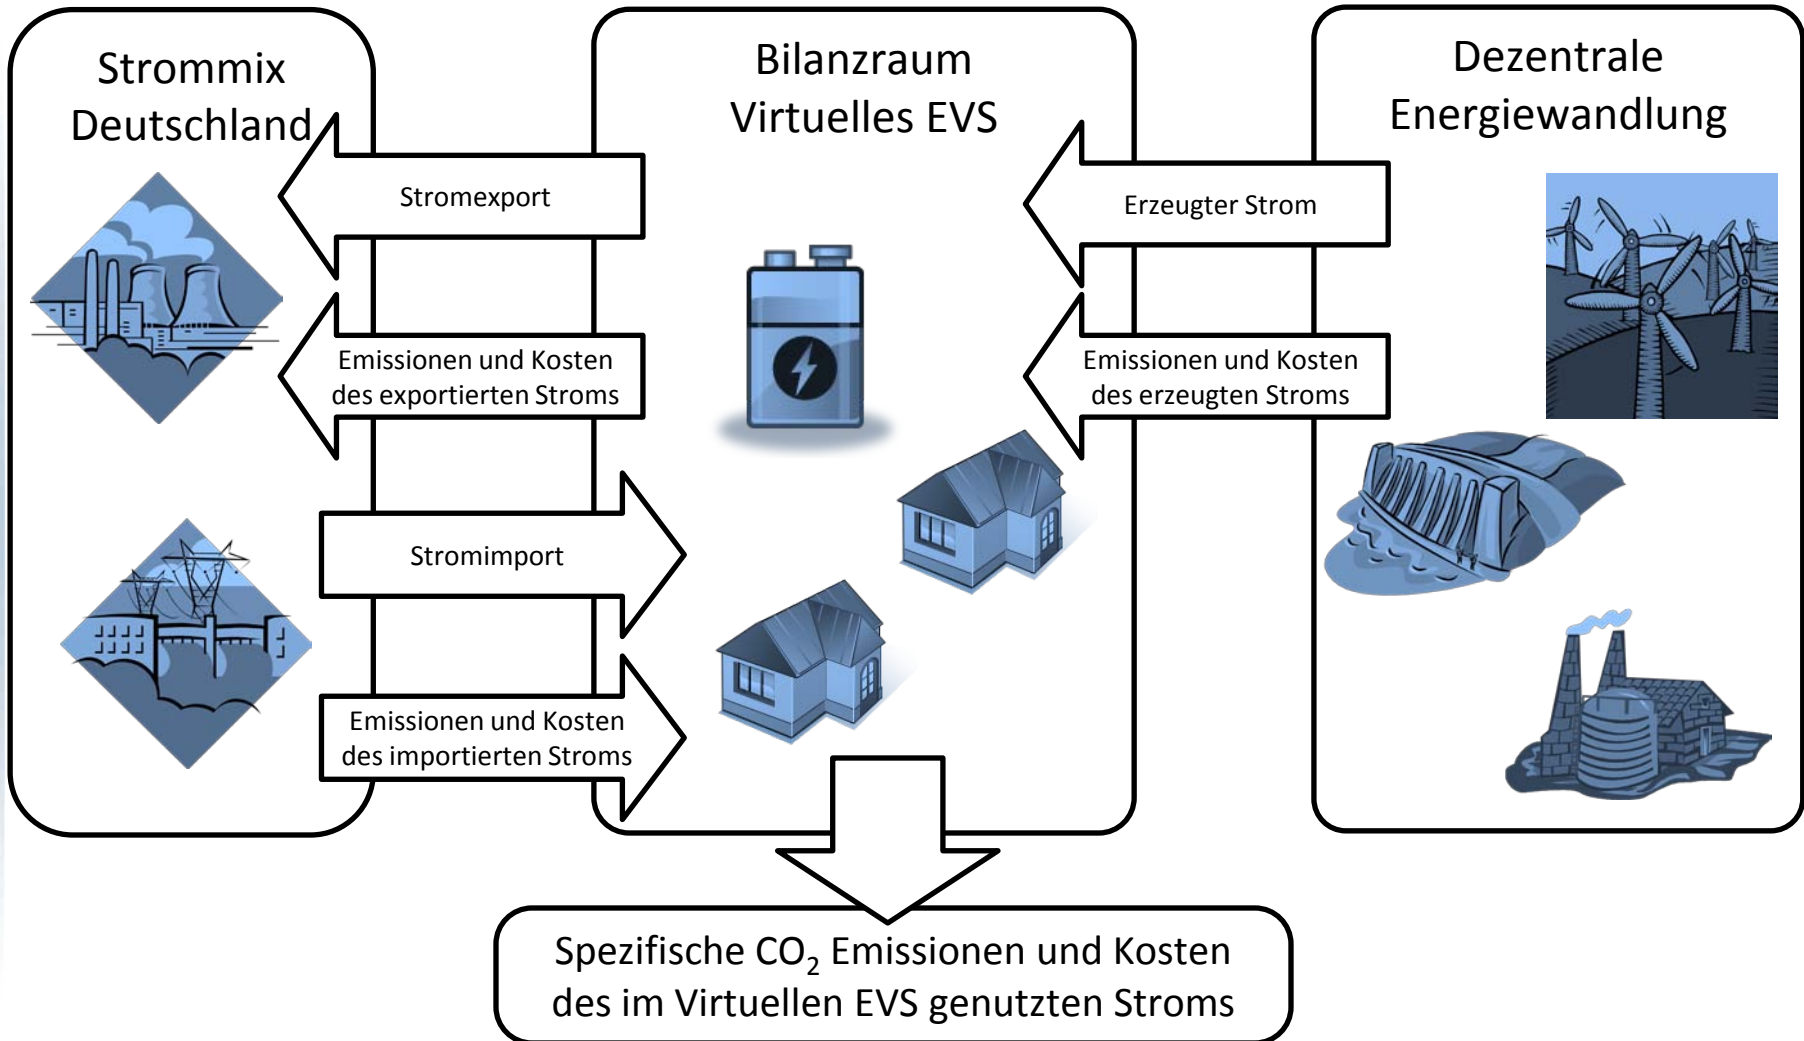 Strommix
Deutschland
Bilanzraum
Virtuelles EVS
Dezentrale
Energiewandlung
Stromexport
Erzeugter Strom
Emissionen und Kosten
des exportierten Stroms
Emissionen und Kosten
des erzeugten Stroms
Stromimport
Emissionen und Kosten
des importierten Stroms
Spezifische CO₂ Emissionen und Kosten
des im Virtuellen EVS genutzten Stroms